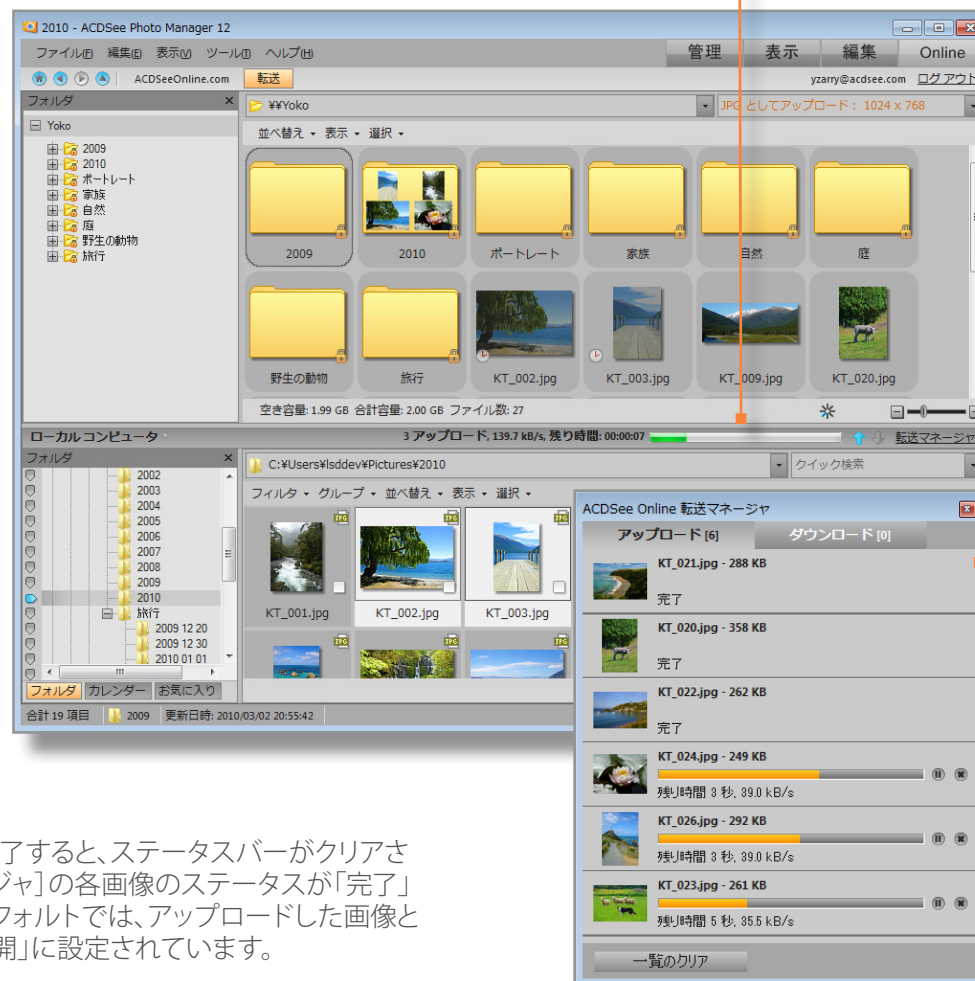 2010 - ACDSee Photo Manager 12
ファイル(F) 編集(E) 表示(V) ツール(T) ヘルプ(H)
管理 表示 編集 Online
ACDSeeOnline.com 転送 yzarry@acdsee.com ログアウト
フォルダ
Yoko
2009
2010
ポートレート
家族
自然
庭
野生の動物
旅行
¥¥Yoko JPG としてアップロード : 1024 x 768
並べ替え 表示 選択
2009 2010 ポートレート 家族 自然 庭
野生の動物 旅行 KT_002.jpg KT_003.jpg KT_009.jpg KT_020.jpg
空き容量: 1.99 GB 合計容量: 2.00 GB ファイル数: 27
ローカル コンピュータ 3 アップロード, 139.7 kB/s, 残り時間: 00:00:07 転送マネージャ
フォルダ
2002
2003
2004
2005
2006
2007
2008
2009
2010
旅行
2009 12 20
2009 12 30
2010 01 01
フォルダ カレンダー お気に入り
C:¥Users¥lsddev¥Pictures¥2010 クイック検索
フィルタ グループ 並べ替え 表示 選択
JPG JPG JPG
KT_001.jpg KT_002.jpg KT_003.jpg
JPG JPG JPG
合計 19 項目 2009 更新日時: 2010/03/02 20:55:42
ACDSee Online 転送マネージャ
アップロード [6] ダウンロード [0]
KT_021.jpg - 288 KB
完了
KT_020.jpg - 358 KB
完了
KT_022.jpg - 262 KB
完了
KT_024.jpg - 249 KB
残り時間 3 秒, 39.0 kB/s
KT_026.jpg - 292 KB
残り時間 3 秒, 39.0 kB/s
KT_023.jpg - 261 KB
残り時間 5 秒, 35.5 kB/s
一覧のクリア
了すると、ステータスバーがクリアさ
ジャ]の各画像のステータスが「完了」
フォルトでは、アップロードした画像と
開」に設定されています。